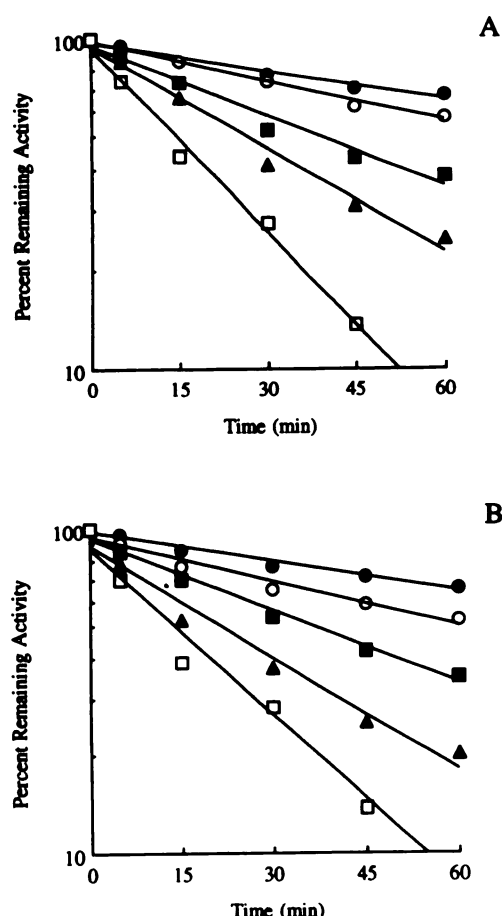 A
100
10
Percent Remaining Activity
0 15 30 45 60
Time (min)
B
100
10
Percent Remaining Activity
0 15 30 45 60
Time (min)